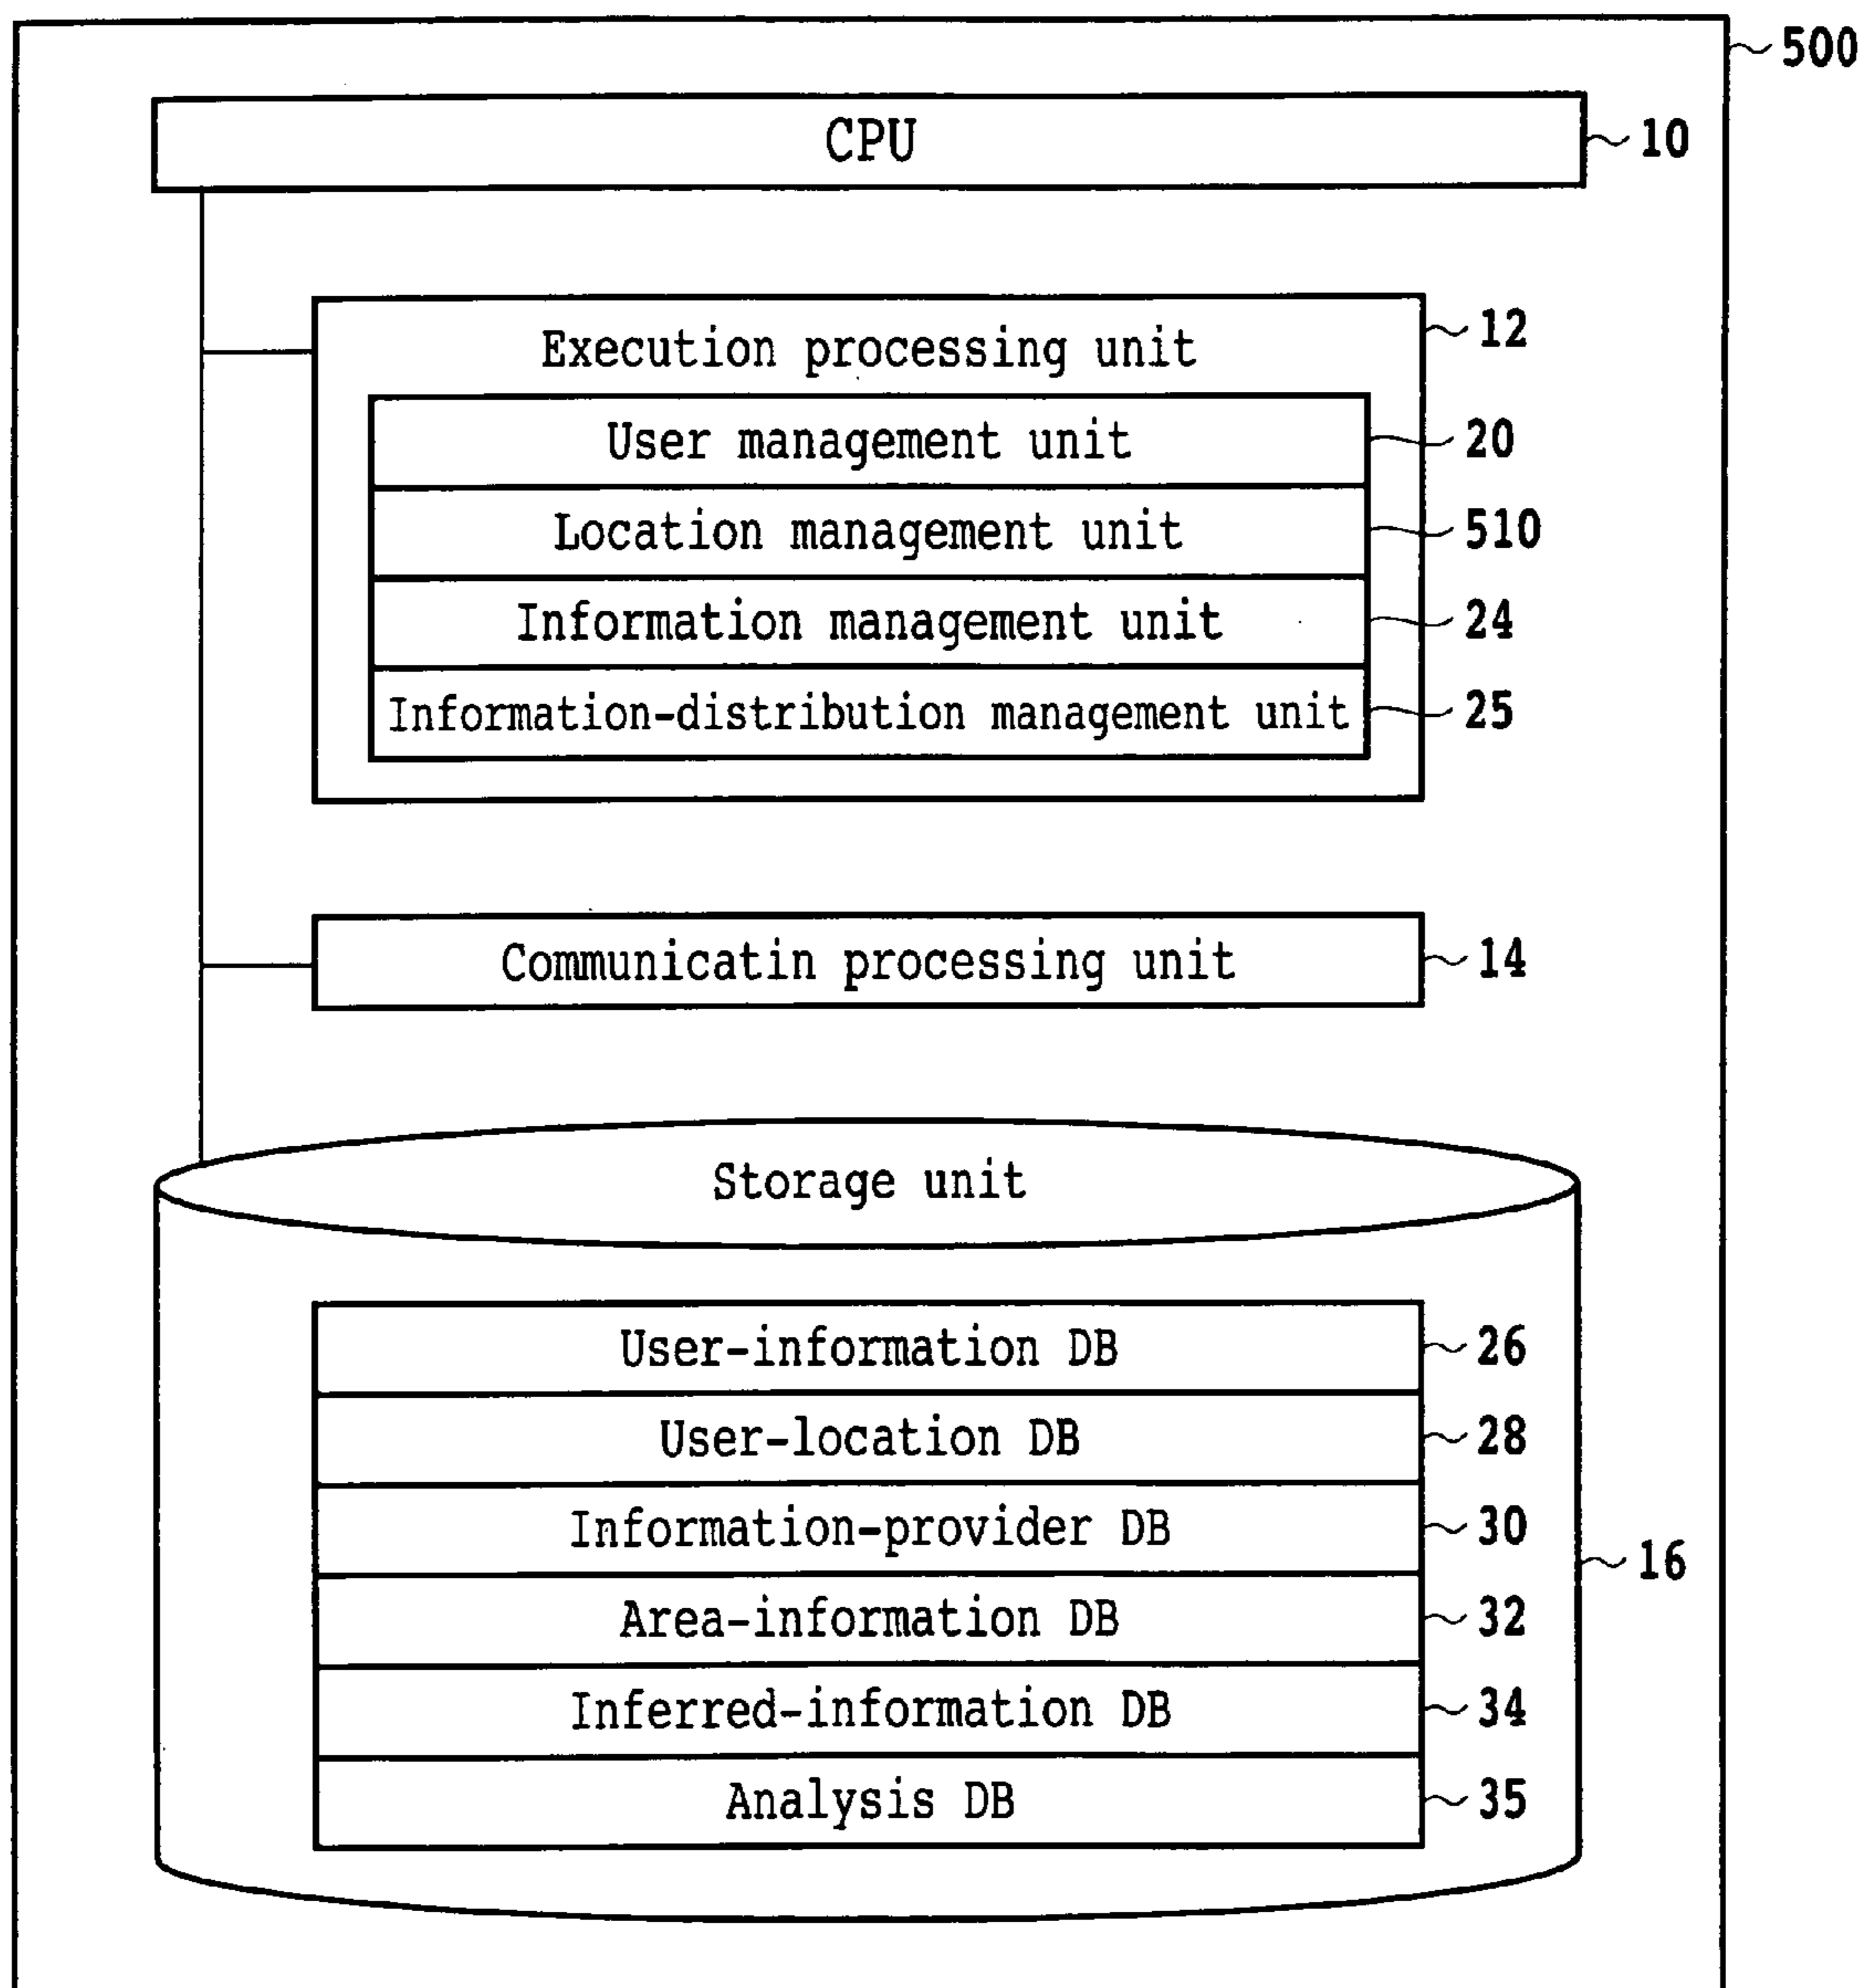 500
CPU 10
Execution processing unit 12
User management unit 20
Location management unit 510
Information management unit 24
Information-distribution management unit 25
Communicatin processing unit 14
Storage unit
User-information DB 26
User-location DB 28
Information-provider DB 30
16
Area-information DB 32
Inferred-information DB 34
Analysis DB 35